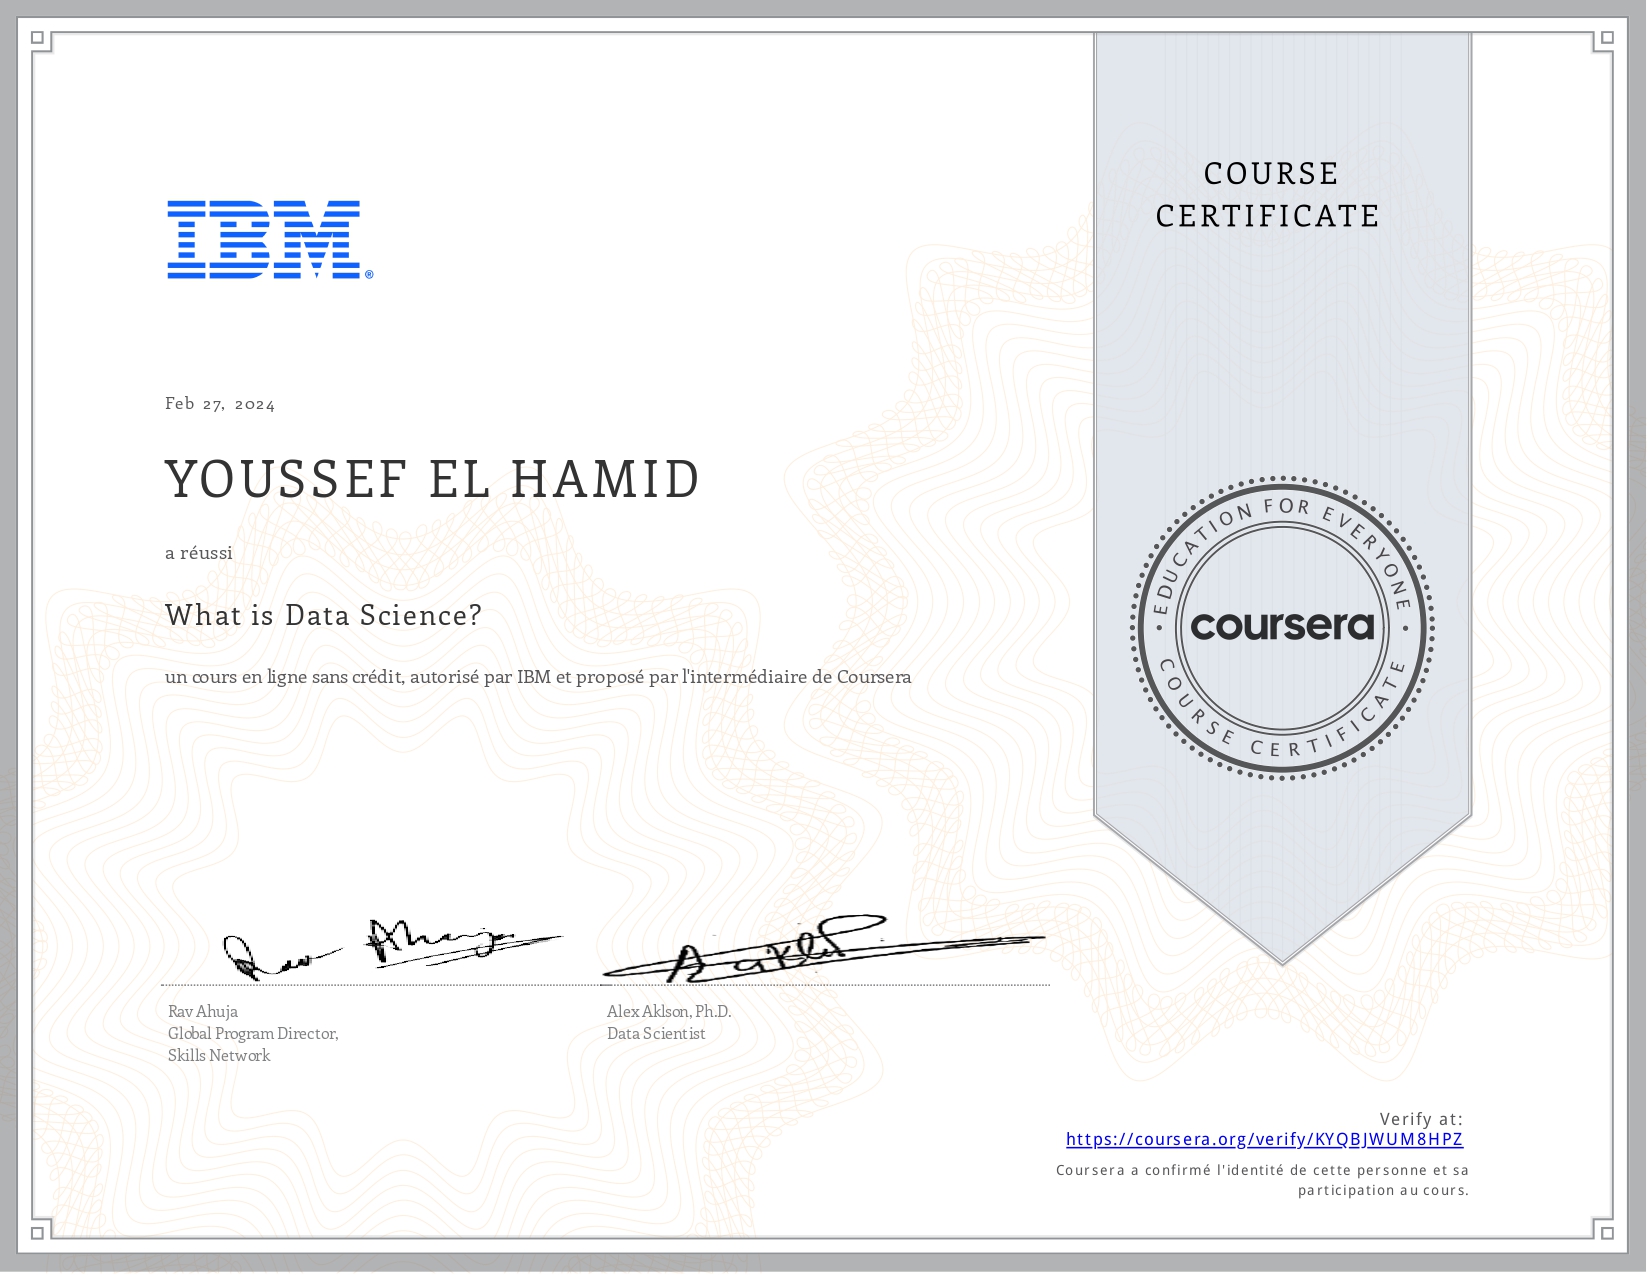 COURSE
CERTIFICATE
IBM®
Feb 27, 2024
YOUSSEF EL HAMID
a réussi
What is Data Science?
un cours en ligne sans crédit, autorisé par IBM et proposé par l'intermédiaire de Coursera
EDUCATION FOR EVERYONE
coursera
COURSE CERTIFICATE
Rav Ahuja
Global Program Director,
Skills Network
Alex Aklson, Ph.D.
Data Scientist
Verify at:
https://coursera.org/verify/KYQBJWUM8HPZ
Coursera a confirmé l'identité de cette personne et sa
participation au cours.